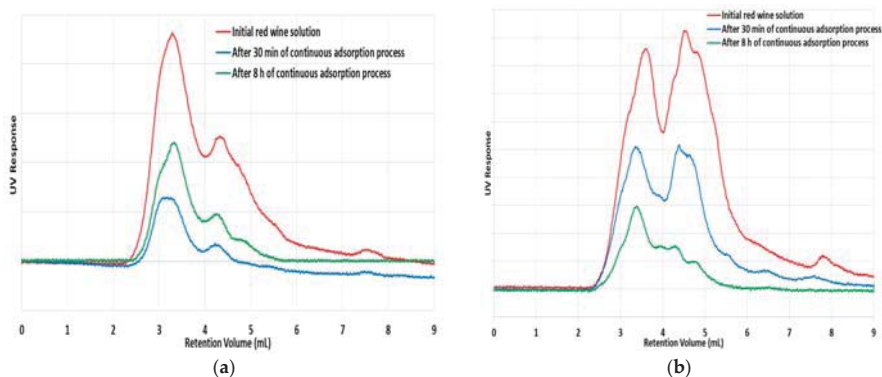 Initial red wine solution
After 30 min of continuous adsorption process
After 8 h of continuous adsorption process
UV Response
0 1 2 3 4 5 6 7 8 9
Retention Volume (mL)
(a)
Initial red wine solution
After 30 min of continuous adsorption process
After 8 h of continuous adsorption process
UV Response
0 1 2 3 4 5 6 7 8 9
Retention Volume (mL)
(b)